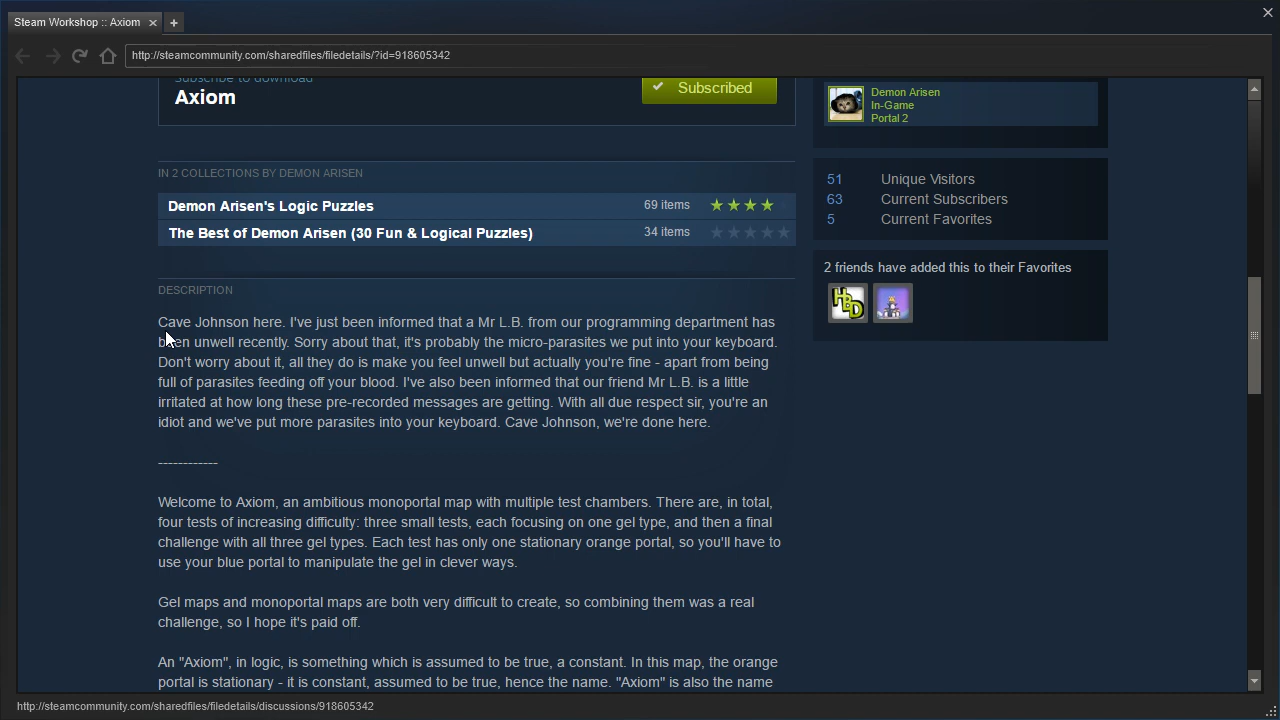 Steam Workshop :: Axiom
http://steamcommunity.com/sharedfiles/filedetails/?id=918605342
Subscribe to download
Axiom
Subscribed
Demon Arisen
In-Game
Portal 2
IN 2 COLLECTIONS BY DEMON ARISEN
Demon Arisen's Logic Puzzles 69 items
The Best of Demon Arisen (30 Fun & Logical Puzzles) 34 items
51 Unique Visitors
63 Current Subscribers
5 Current Favorites
2 friends have added this to their Favorites
HBD
DESCRIPTION
Cave Johnson here. I've just been informed that a Mr L.B. from our programming department has
been unwell recently. Sorry about that, it's probably the micro-parasites we put into your keyboard.
Don't worry about it, all they do is make you feel unwell but actually you're fine - apart from being
full of parasites feeding off your blood. I've also been informed that our friend Mr L.B. is a little
irritated at how long these pre-recorded messages are getting. With all due respect sir, you're an
idiot and we've put more parasites into your keyboard. Cave Johnson, we're done here.
------------
Welcome to Axiom, an ambitious monoportal map with multiple test chambers. There are, in total,
four tests of increasing difficulty: three small tests, each focusing on one gel type, and then a final
challenge with all three gel types. Each test has only one stationary orange portal, so you'll have to
use your blue portal to manipulate the gel in clever ways.
Gel maps and monoportal maps are both very difficult to create, so combining them was a real
challenge, so I hope it's paid off.
An "Axiom", in logic, is something which is assumed to be true, a constant. In this map, the orange
portal is stationary - it is constant, assumed to be true, hence the name. "Axiom" is also the name
http://steamcommunity.com/sharedfiles/filedetails/discussions/918605342